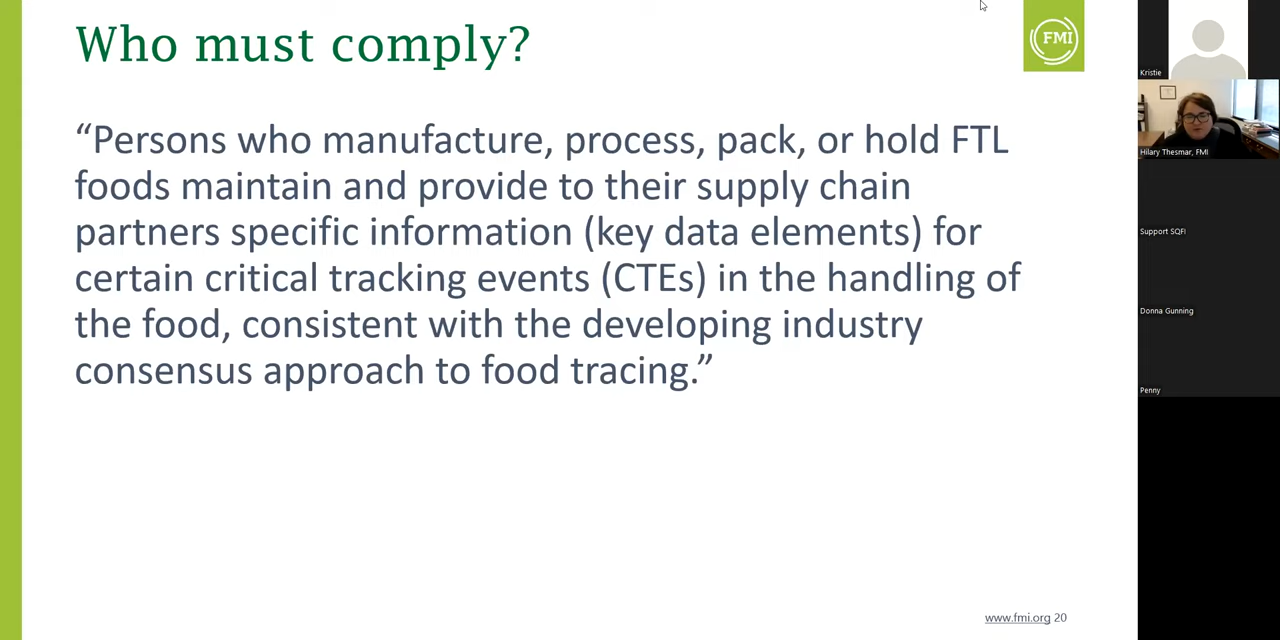 Who must comply?
FMI
“Persons who manufacture, process, pack, or hold FTL
foods maintain and provide to their supply chain
partners specific information (key data elements) for
certain critical tracking events (CTEs) in the handling of
the food, consistent with the developing industry
consensus approach to food tracing.”
www.fmi.org 20
Kristie
Hilary Thesmar, FMI
Support SQFI
Donna Gunning
Penny